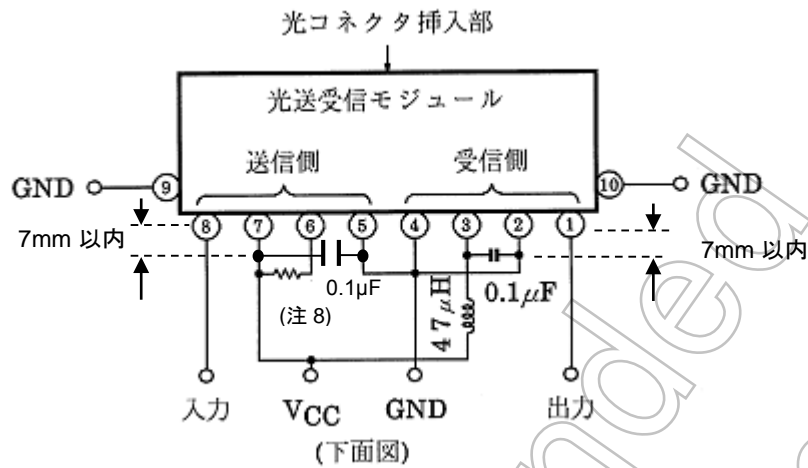 光コネクタ挿入部
光送受信モジュール
送信側 受信側
GND ⑨ ⑩ GND
⑧ ⑦ ⑥ ⑤ ④ ③ ② ①
7mm 以内 7mm 以内
0.1µF 47μH 0.1μF
(注 8)
入力 VCC GND 出力
(下面図)
nded